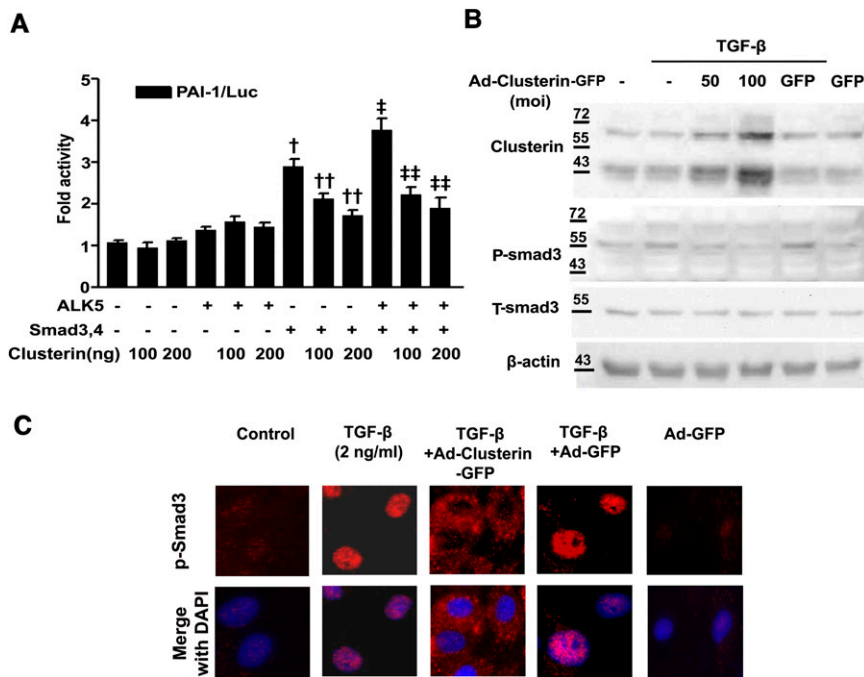 A
5
4
3
2
1
0
Fold activity
PAI-1/Luc
† †† †† ‡ ‡‡ ‡‡
ALK5 - - - + + + - - - + + +
Smad3,4 - - - - - - + + + + + +
Clusterin(ng) - 100 200 - 100 200 - 100 200 - 100 200
B
TGF-β
Ad-Clusterin-GFP - - 50 100 GFP GFP
(moi)
Clusterin
72
55
43
P-smad3
72
55
43
T-smad3
55
β-actin
43
C
Control
TGF-β
(2 ng/ml)
TGF-β
+Ad-Clusterin
-GFP
TGF-β
+Ad-GFP
Ad-GFP
p-Smad3
Merge
with DAPI